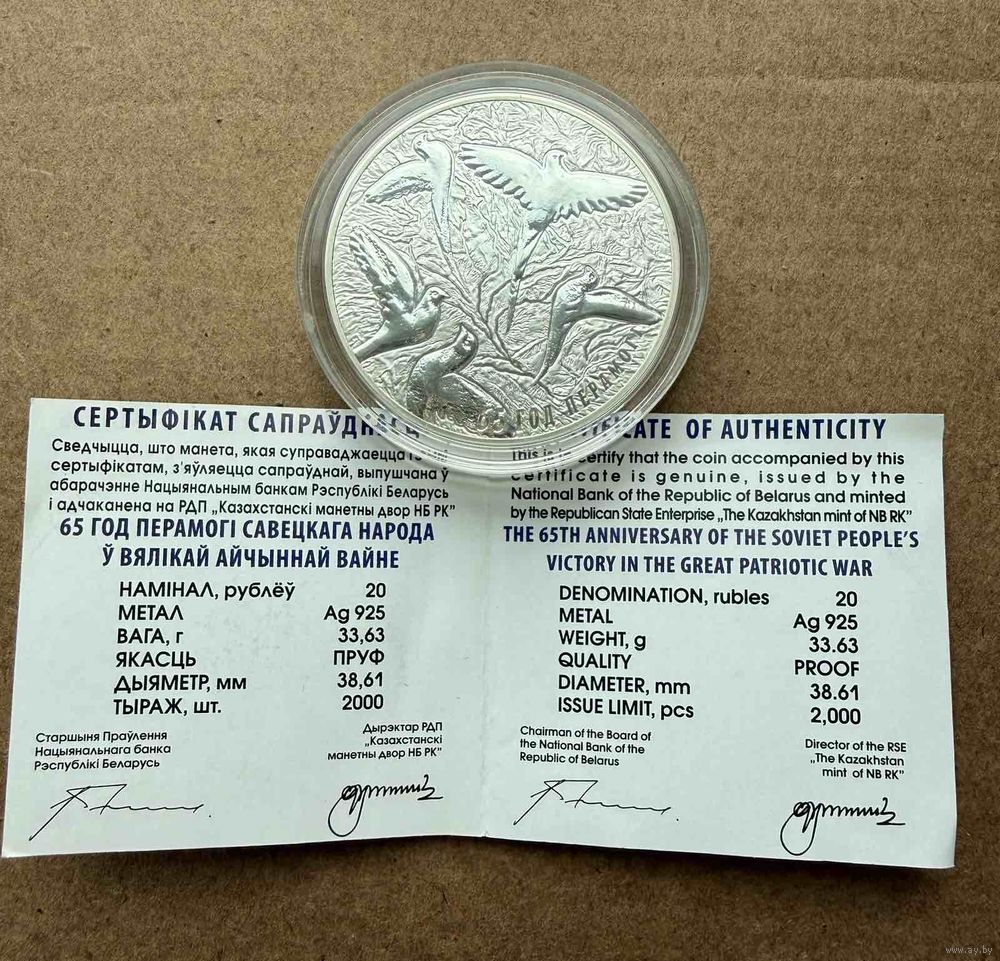 65 ГОД ПЕРАМОГІ
СЕРТЫФІКАТ САПРАЎДНАСЦ
Сведчыцца, што манета, якая суправаджаецца
сертыфікатам, з'яўляецца сапраўднай, выпушчана ў
абарачэнне Нацыянальным банкам Рэспублікі Беларусь
і адчаканена на РДП „Казахстанскі манетны двор НБ РК”
65 ГОД ПЕРАМОГІ САВЕЦКАГА НАРОДА
Ў ВЯЛІКАЙ АЙЧЫННАЙ ВАЙНЕ
НАМІНАЛ, рублёў 20
МЕТАЛ Ag 925
ВАГА, г 33,63
ЯКАСЦЬ ПРУФ
ДЫЯМЕТР, мм 38,61
ТЫРАЖ, шт. 2000
Старшыня Праўлення
Нацыянальнага банка
Рэспублікі Беларусь
Дырэктар РДП
„Казахстанскі
манетны двор НБ РК”
CERTIFICATE OF AUTHENTICITY
This is to certify that the coin accompanied by this
certificate is genuine, issued by the
National Bank of the Republic of Belarus and minted
by the Republican State Enterprise „The Kazakhstan mint of NB RK”
THE 65TH ANNIVERSARY OF THE SOVIET PEOPLE'S
VICTORY IN THE GREAT PATRIOTIC WAR
DENOMINATION, rubles 20
METAL Ag 925
WEIGHT, g 33.63
QUALITY PROOF
DIAMETER, mm 38.61
ISSUE LIMIT, pcs 2,000
Chairman of the Board of
the National Bank of the
Republic of Belarus
Director of the RSE
„The Kazakhstan
mint of NB RK”
www.ay.by